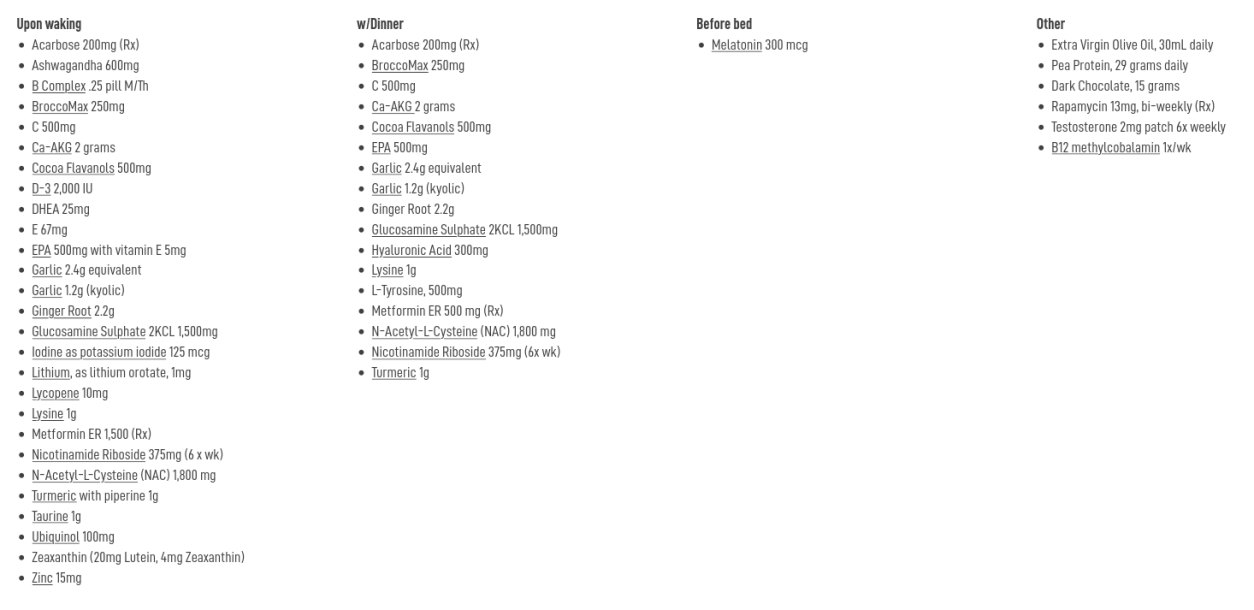 Upon waking
Acarbose 200mg (Rx)
Ashwagandha 600mg
B Complex .25 pill M/Th
BroccoMax 250mg
C 500mg
Ca-AKG 2 grams
Cocoa Flavanols 500mg
D-3 2,000 IU
DHEA 25mg
E 67mg
EPA 500mg with vitamin E 5mg
Garlic 2.4g equivalent
Garlic 1.2g (kyolic)
Ginger Root 2.2g
Glucosamine Sulphate 2KCL 1,500mg
Iodine as potassium iodide 125 mcg
Lithium, as lithium orotate, 1mg
Lycopene 10mg
Lysine 1g
Metformin ER 1,500 (Rx)
Nicotinamide Riboside 375mg (6 x wk)
N-Acetyl-L-Cysteine (NAC) 1,800 mg
Turmeric with piperine 1g
Taurine 1g
Ubiquinol 100mg
Zeaxanthin (20mg Lutein, 4mg Zeaxanthin)
Zinc 15mg
w/Dinner
Acarbose 200mg (Rx)
BroccoMax 250mg
C 500mg
Ca-AKG 2 grams
Cocoa Flavanols 500mg
EPA 500mg
Garlic 2.4g equivalent
Garlic 1.2g (kyolic)
Ginger Root 2.2g
Glucosamine Sulphate 2KCL 1,500mg
Hyaluronic Acid 300mg
Lysine 1g
L-Tyrosine, 500mg
Metformin ER 500 mg (Rx)
N-Acetyl-L-Cysteine (NAC) 1,800 mg
Nicotinamide Riboside 375mg (6x wk)
Turmeric 1g
Before bed
Melatonin 300 mcg
Other
Extra Virgin Olive Oil, 30mL daily
Pea Protein, 29 grams daily
Dark Chocolate, 15 grams
Rapamycin 13mg, bi-weekly (Rx)
Testosterone 2mg patch 6x weekly
B12 methylcobalamin 1x/wk